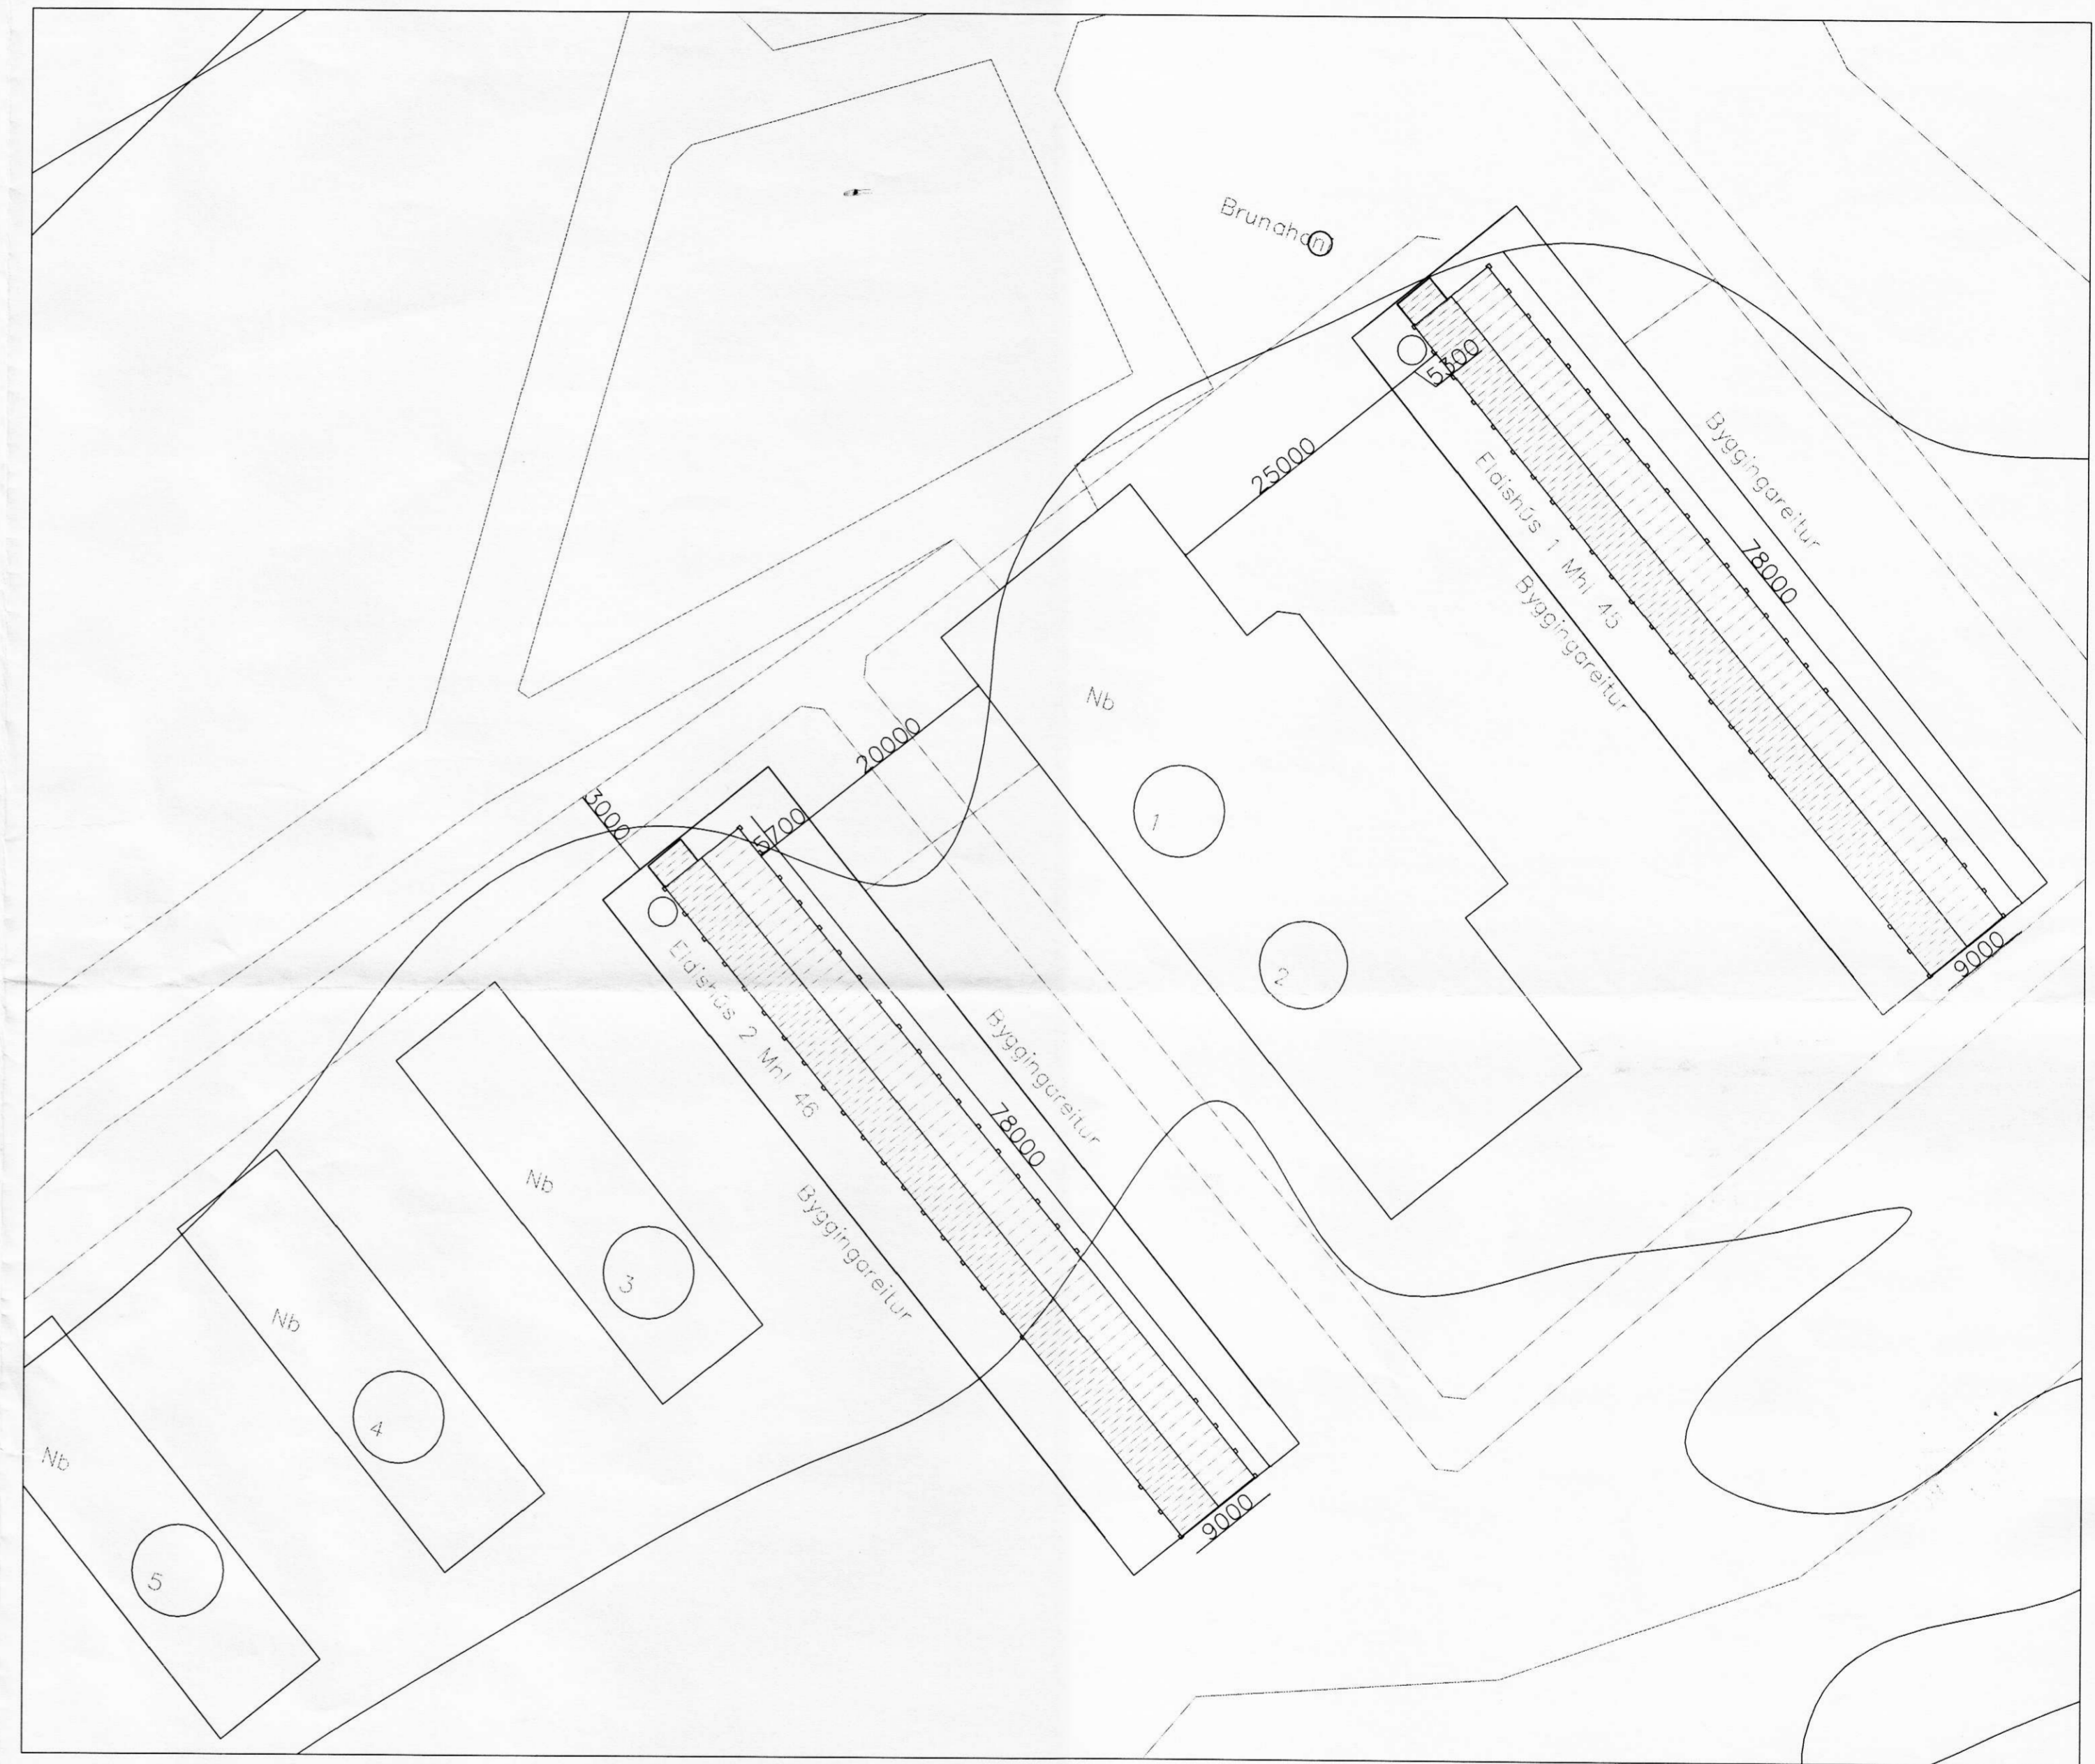 Brunahani
5300
25000
Byggingareitur
78000
Eldishús 1 Mhl 45
Byggingareitur
Nb
20000
3000
5700
1
2
9000
Eldishús 2 Mhl 46
Byggingareitur
78000
Nb
3
Byggingareitur
Nb
4
Nb
5
9000